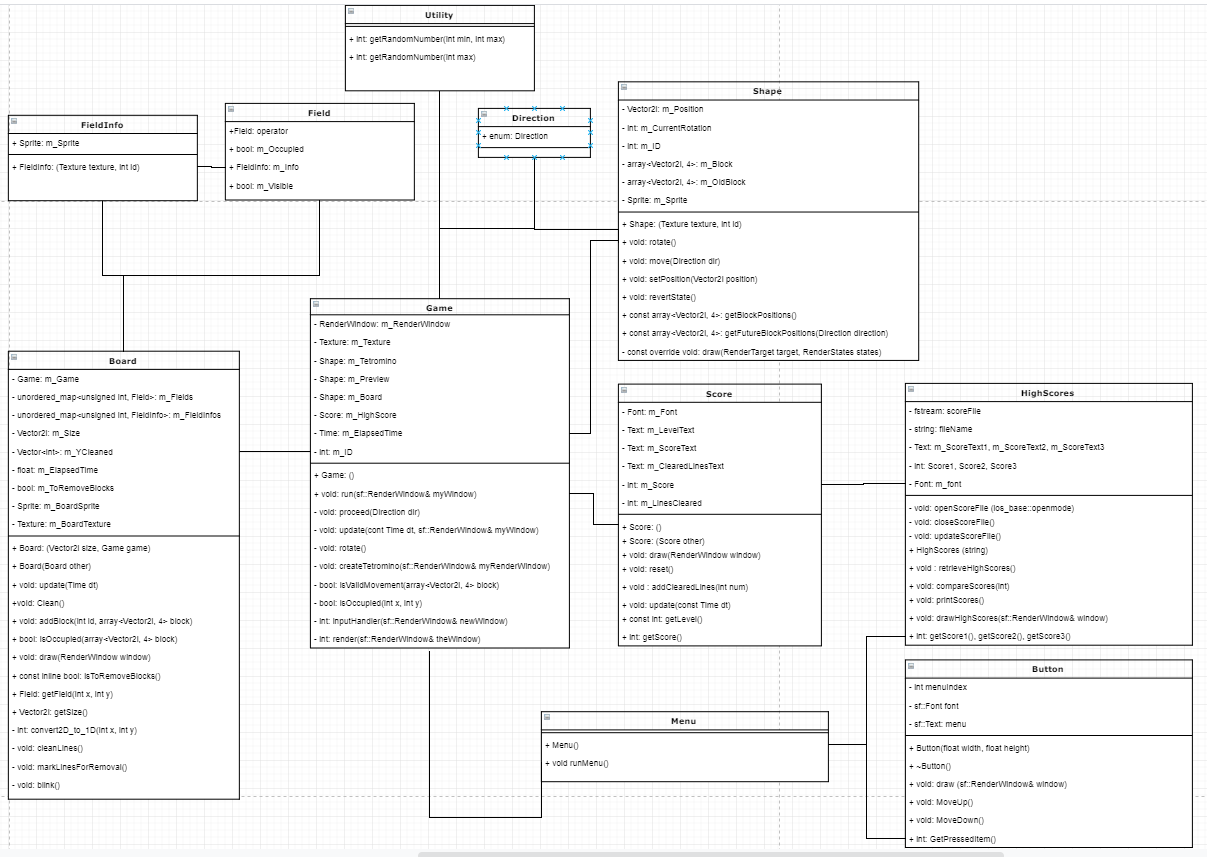 Utility
+ int: getRandomNumber(int min, int max)
+ int: getRandomNumber(int max)
Direction
+ enum: Direction
Shape
- Vector2i: m_Position
- int: m_CurrentRotation
- int: m_ID
- array<Vector2i, 4>: m_Block
- array<Vector2i, 4>: m_OldBlock
- Sprite: m_Sprite
+ Shape: (Texture texture, int id)
+ void: rotate()
+ void: move(Direction dir)
+ void: setPosition(Vector2i position)
+ void: revertState()
+ const array<Vector2i, 4>: getBlockPositions()
+ const array<Vector2i, 4>: getFutureBlockPositions(Direction direction)
- const override void: draw(RenderTarget target, RenderStates states)
FieldInfo
+ Sprite: m_Sprite
+ FieldInfo: (Texture texture, int id)
Field
+Field: operator
+ bool: m_Occupied
+ FieldInfo: m_Info
+ bool: m_Visible
Game
- RenderWindow: m_RenderWindow
- Texture: m_Texture
- Shape: m_Tetromino
- Shape: m_Preview
- Shape: m_Board
- Score: m_HighScore
- Time: m_ElapsedTime
- int: m_ID
+ Game: ()
+ void: run(sf::RenderWindow& myWindow)
- void: proceed(Direction dir)
- void: update(cont Time dt, sf::RenderWindow& myWindow)
- void: rotate()
- void: createTetromino(sf::RenderWindow& myRenderWindow)
- bool: isValidMovement(array<Vector2i, 4> block)
- bool: isOccupied(int x, int y)
- int: inputHandler(sf::RenderWindow& newWindow)
- int: render(sf::RenderWindow& theWindow)
Board
- Game: m_Game
- unordered_map<unsigned int, Field>: m_Fields
- unordered_map<unsigned int, FieldInfo>: m_FieldInfos
- Vector2i: m_Size
- Vector<int>: m_YCleaned
- float: m_ElapsedTime
- bool: m_ToRemoveBlocks
- Sprite: m_BoardSprite
- Texture: m_BoardTexture
+ Board: (Vector2i size, Game game)
+ Board(Board other)
+ void: update(Time dt)
+void: Clean()
+ void: addBlock(int id, array<Vector2i, 4> block)
+ bool: isOccupied(array<Vector2i, 4> block)
+ void: draw(RenderWindow window)
+ const inline bool: isToRemoveBlocks()
+ Field: getField(int x, int y)
+ Vector2i: getSize()
- int: convert2D_to_1D(int x, int y)
- void: cleanLines()
- void: markLinesForRemoval()
- void: blink()
Score
- Font: m_Font
- Text: m_LevelText
- Text: m_ScoreText
- Text: m_ClearedLinesText
- int: m_Score
- int: m_LinesCleared
+ Score: ()
+ Score: (Score other)
+ void: draw(RenderWindow window)
+ void: reset()
+ void : addClearedLines(int num)
+ void: update(const Time dt)
+ const int: getLevel()
+ int: getScore()
HighScores
- fstream: scoreFile
- string: fileName
- Text: m_ScoreText1, m_ScoreText2, m_ScoreText3
- int: Score1, Score2, Score3
- Font: m_font
- void: openScoreFile (ios_base::openmode)
- void: closeScoreFile()
- void: updateScoreFile()
+ HighScores (string)
+ void : retrieveHighScores()
+ void: compareScores(int)
+ void: printScores()
+ void: drawHighScores(sf::RenderWindow& window)
+ int: getScore1(), getScore2(), getScore3()
Menu
+ Menu()
+ void runMenu()
Button
- int menuIndex
- sf::Font font
- sf::Text: menu
+ Button(float width, float height)
+ ~Button()
+ void: draw (sf::RenderWindow& window)
+ void: MoveUp()
+ void: MoveDown()
+ int: GetPressedItem()